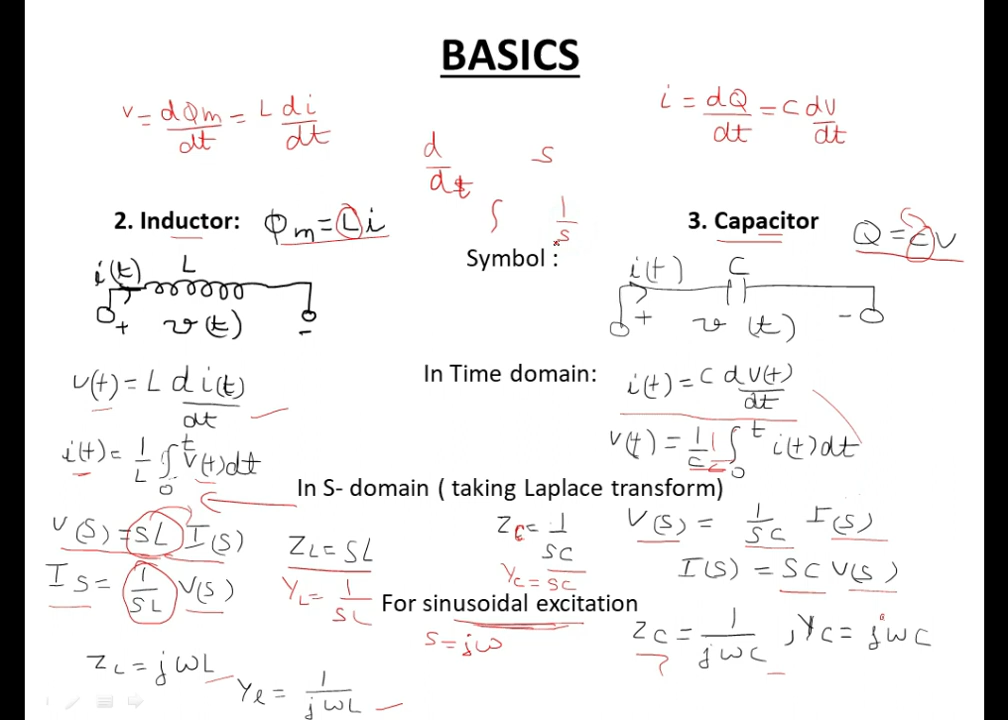 BASICS
v = dΦm/dt = L di/dt
i = dQ/dt = C dv/dt
d/dt s
∫ 1/s
2. Inductor: Φm = Li
3. Capacitor Q = CV
Symbol :
i(t) L
+ v(t) -
i(t) C
+ v(t) -
In Time domain:
v(t) = L d i(t)/dt
i(t) = 1/L ∫₀ᵗ v(t)dt
i(t) = C d v(t)/dt
v(t) = 1/C ∫₀ᵗ i(t)dt
In S- domain ( taking Laplace transform)
V(S) = SL I(S)
I S = 1/SL V(S)
ZL = SL
YL = 1/SL
ZC = 1/SC
YC = SC
V(S) = 1/SC I(S)
I(S) = SC V(S)
For sinusoidal excitation
S = jω
ZL = jωL
Yl = 1/jωL
ZC = 1/jωC , YC = jωC